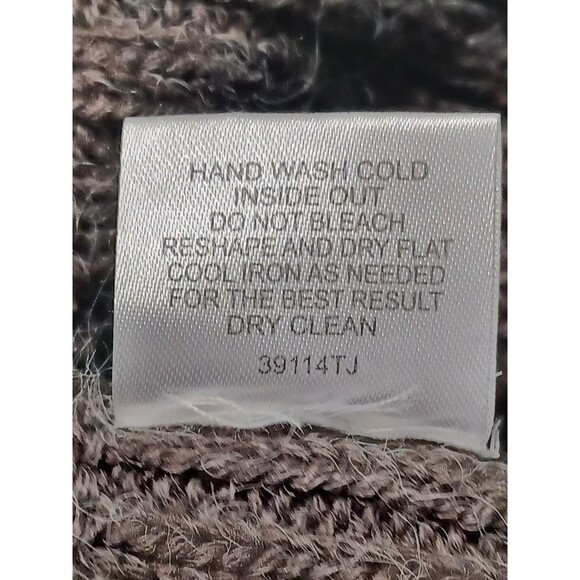 HAND WASH COLD
INSIDE OUT
DO NOT BLEACH
RESHAPE AND DRY FLAT
COOL IRON AS NEEDED
FOR THE BEST RESULT
DRY CLEAN
39114TJ